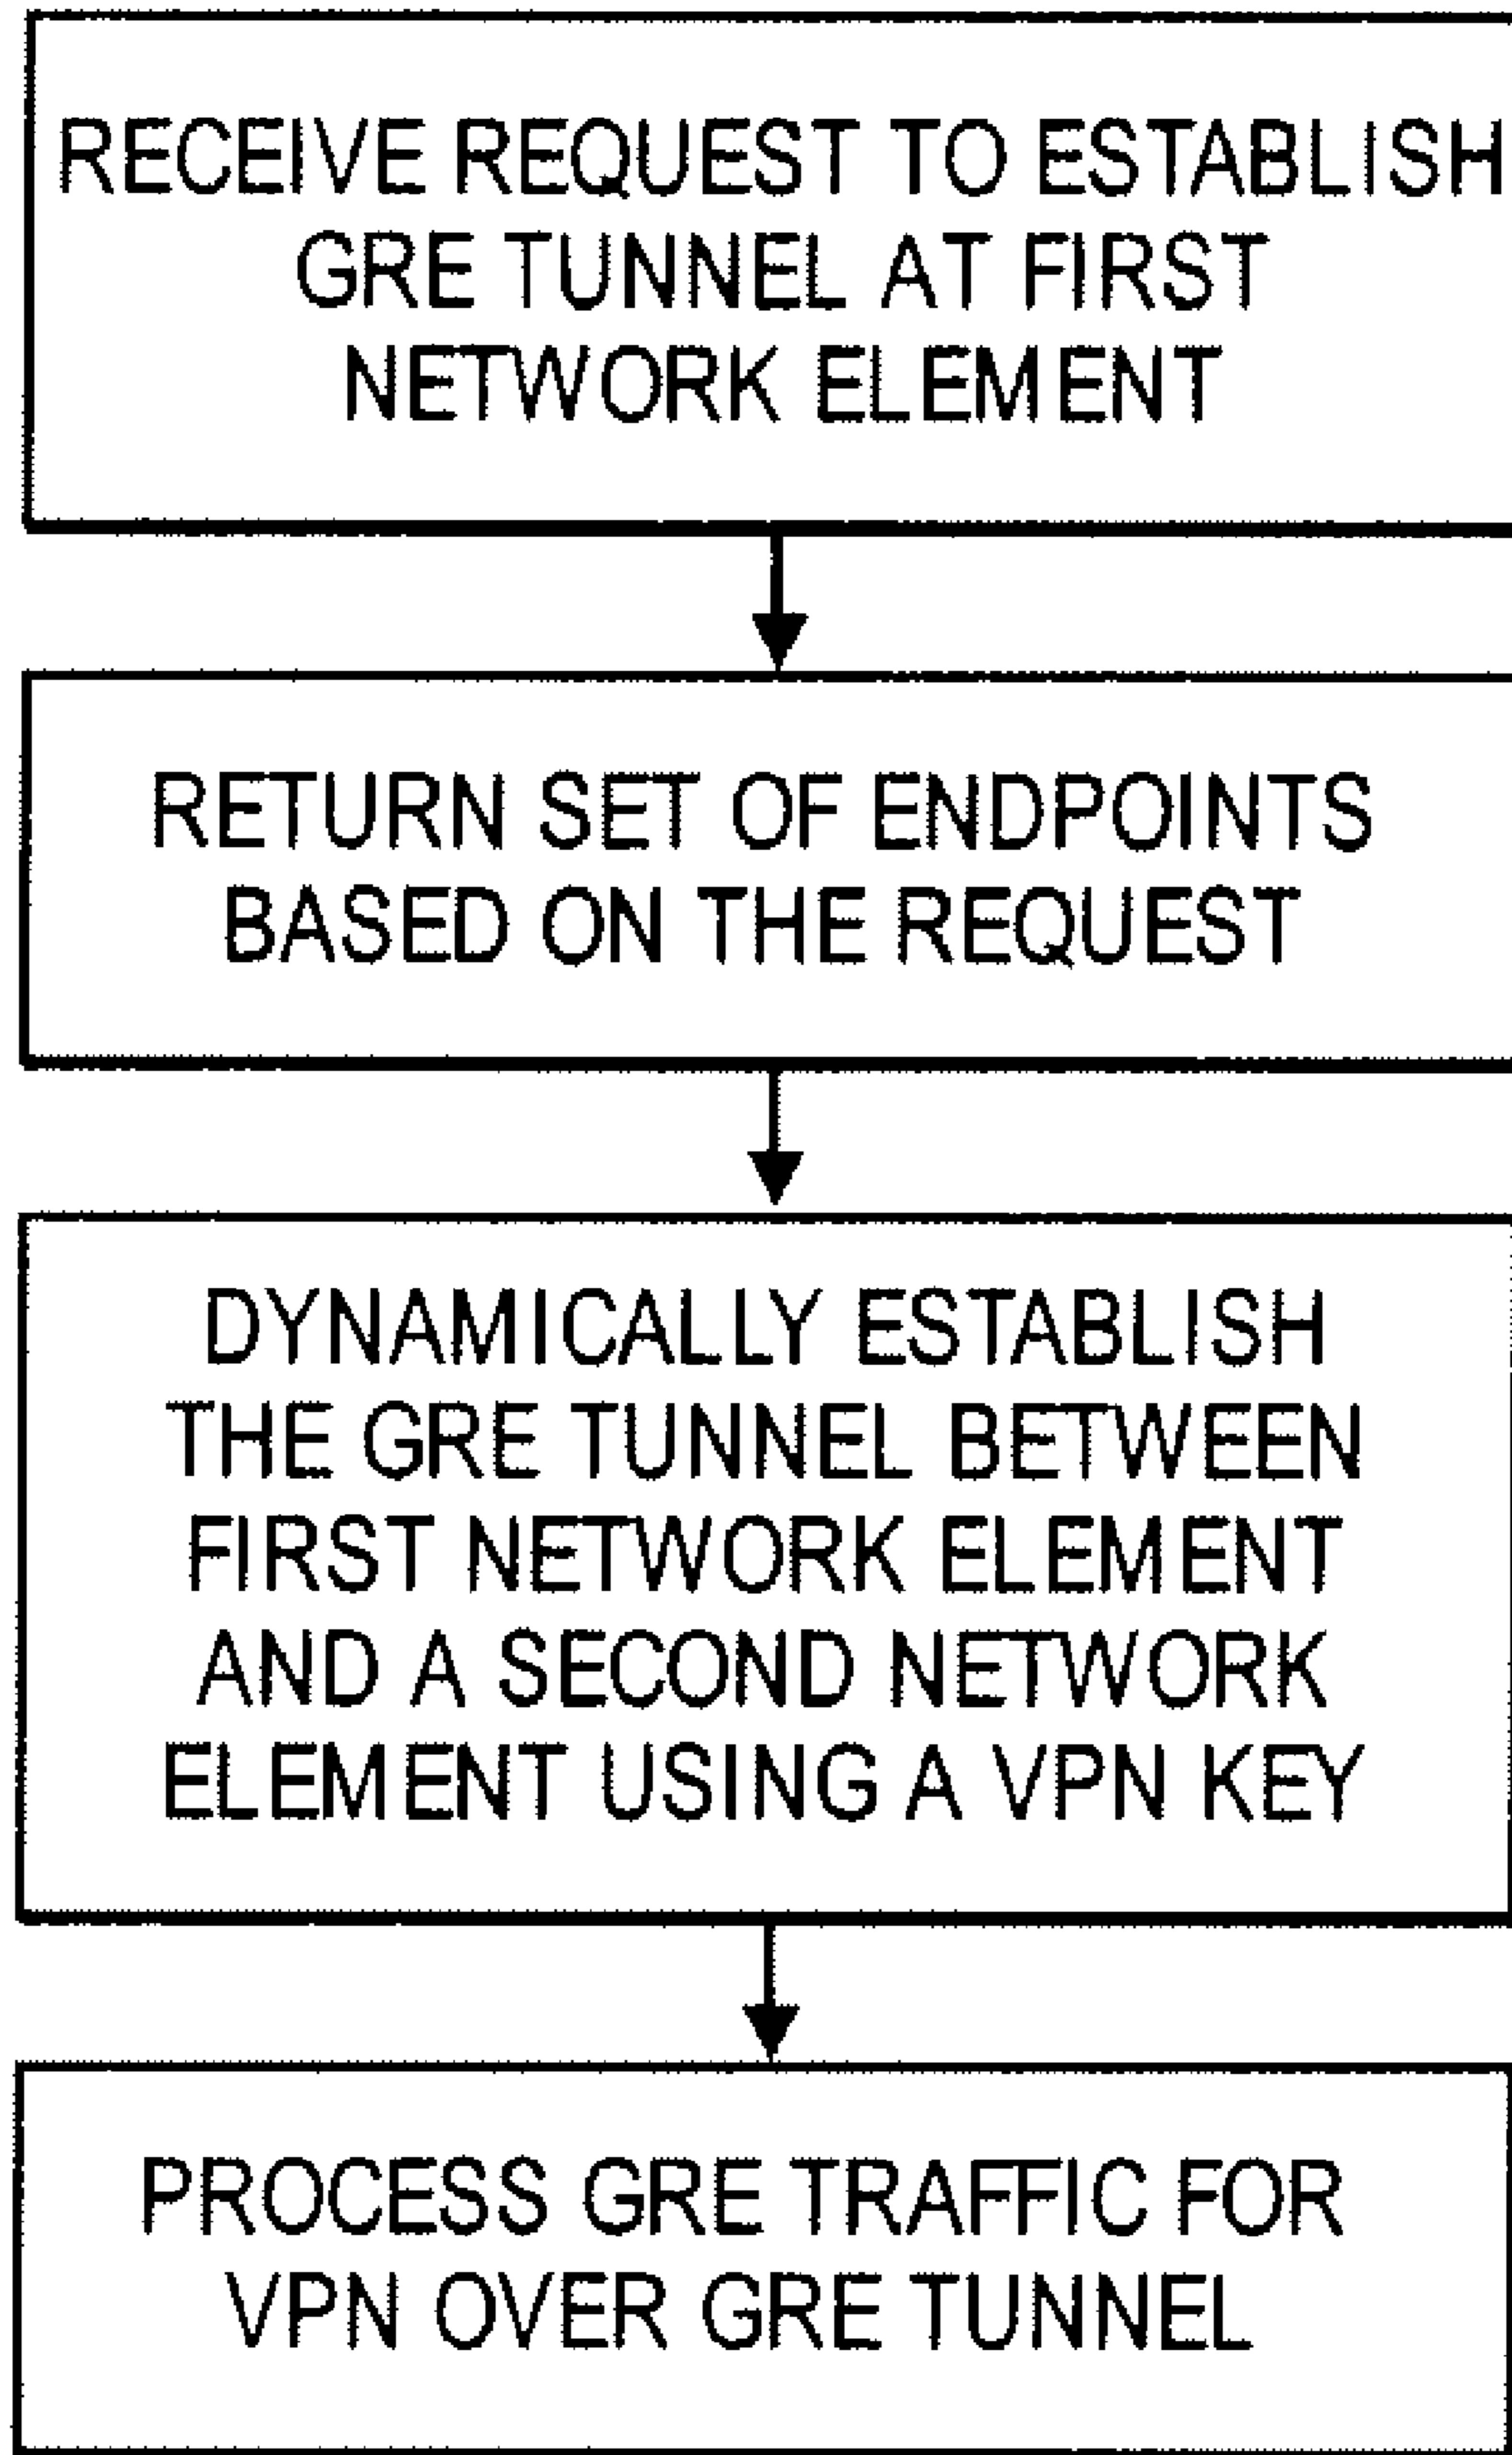 RECEIVE REQUEST TO ESTABLISH
GRE TUNNEL AT FIRST
NETWORK ELEMENT
RETURN SET OF ENDPOINTS
BASED ON THE REQUEST
DYNAMICALLY ESTABLISH
THE GRE TUNNEL BETWEEN
FIRST NETWORK ELEMENT
AND A SECOND NETWORK
ELEMENT USING A VPN KEY
PROCESS GRE TRAFFIC FOR
VPN OVER GRE TUNNEL